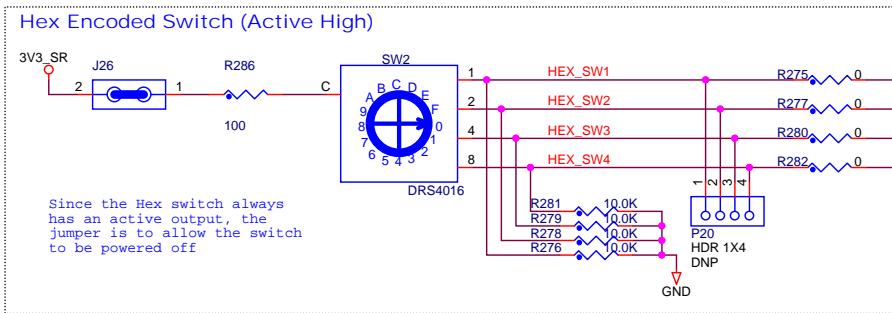 Hex Encoded Switch (Active High)
3V3_SR
J26
2
1
R286
100
C
SW2
0 1 2 3 4 5 6 7 8 9 A B C D E F
DRS4016
1
HEX_SW1
R275
0
2
HEX_SW2
R277
0
4
HEX_SW3
R280
0
8
HEX_SW4
R282
0
Since the Hex switch always
has an active output, the
jumper is to allow the switch
to be powered off
R281
10.0K
R279
10.0K
R278
10.0K
R276
10.0K
GND
1
2
3
4
P20
HDR 1X4
DNP